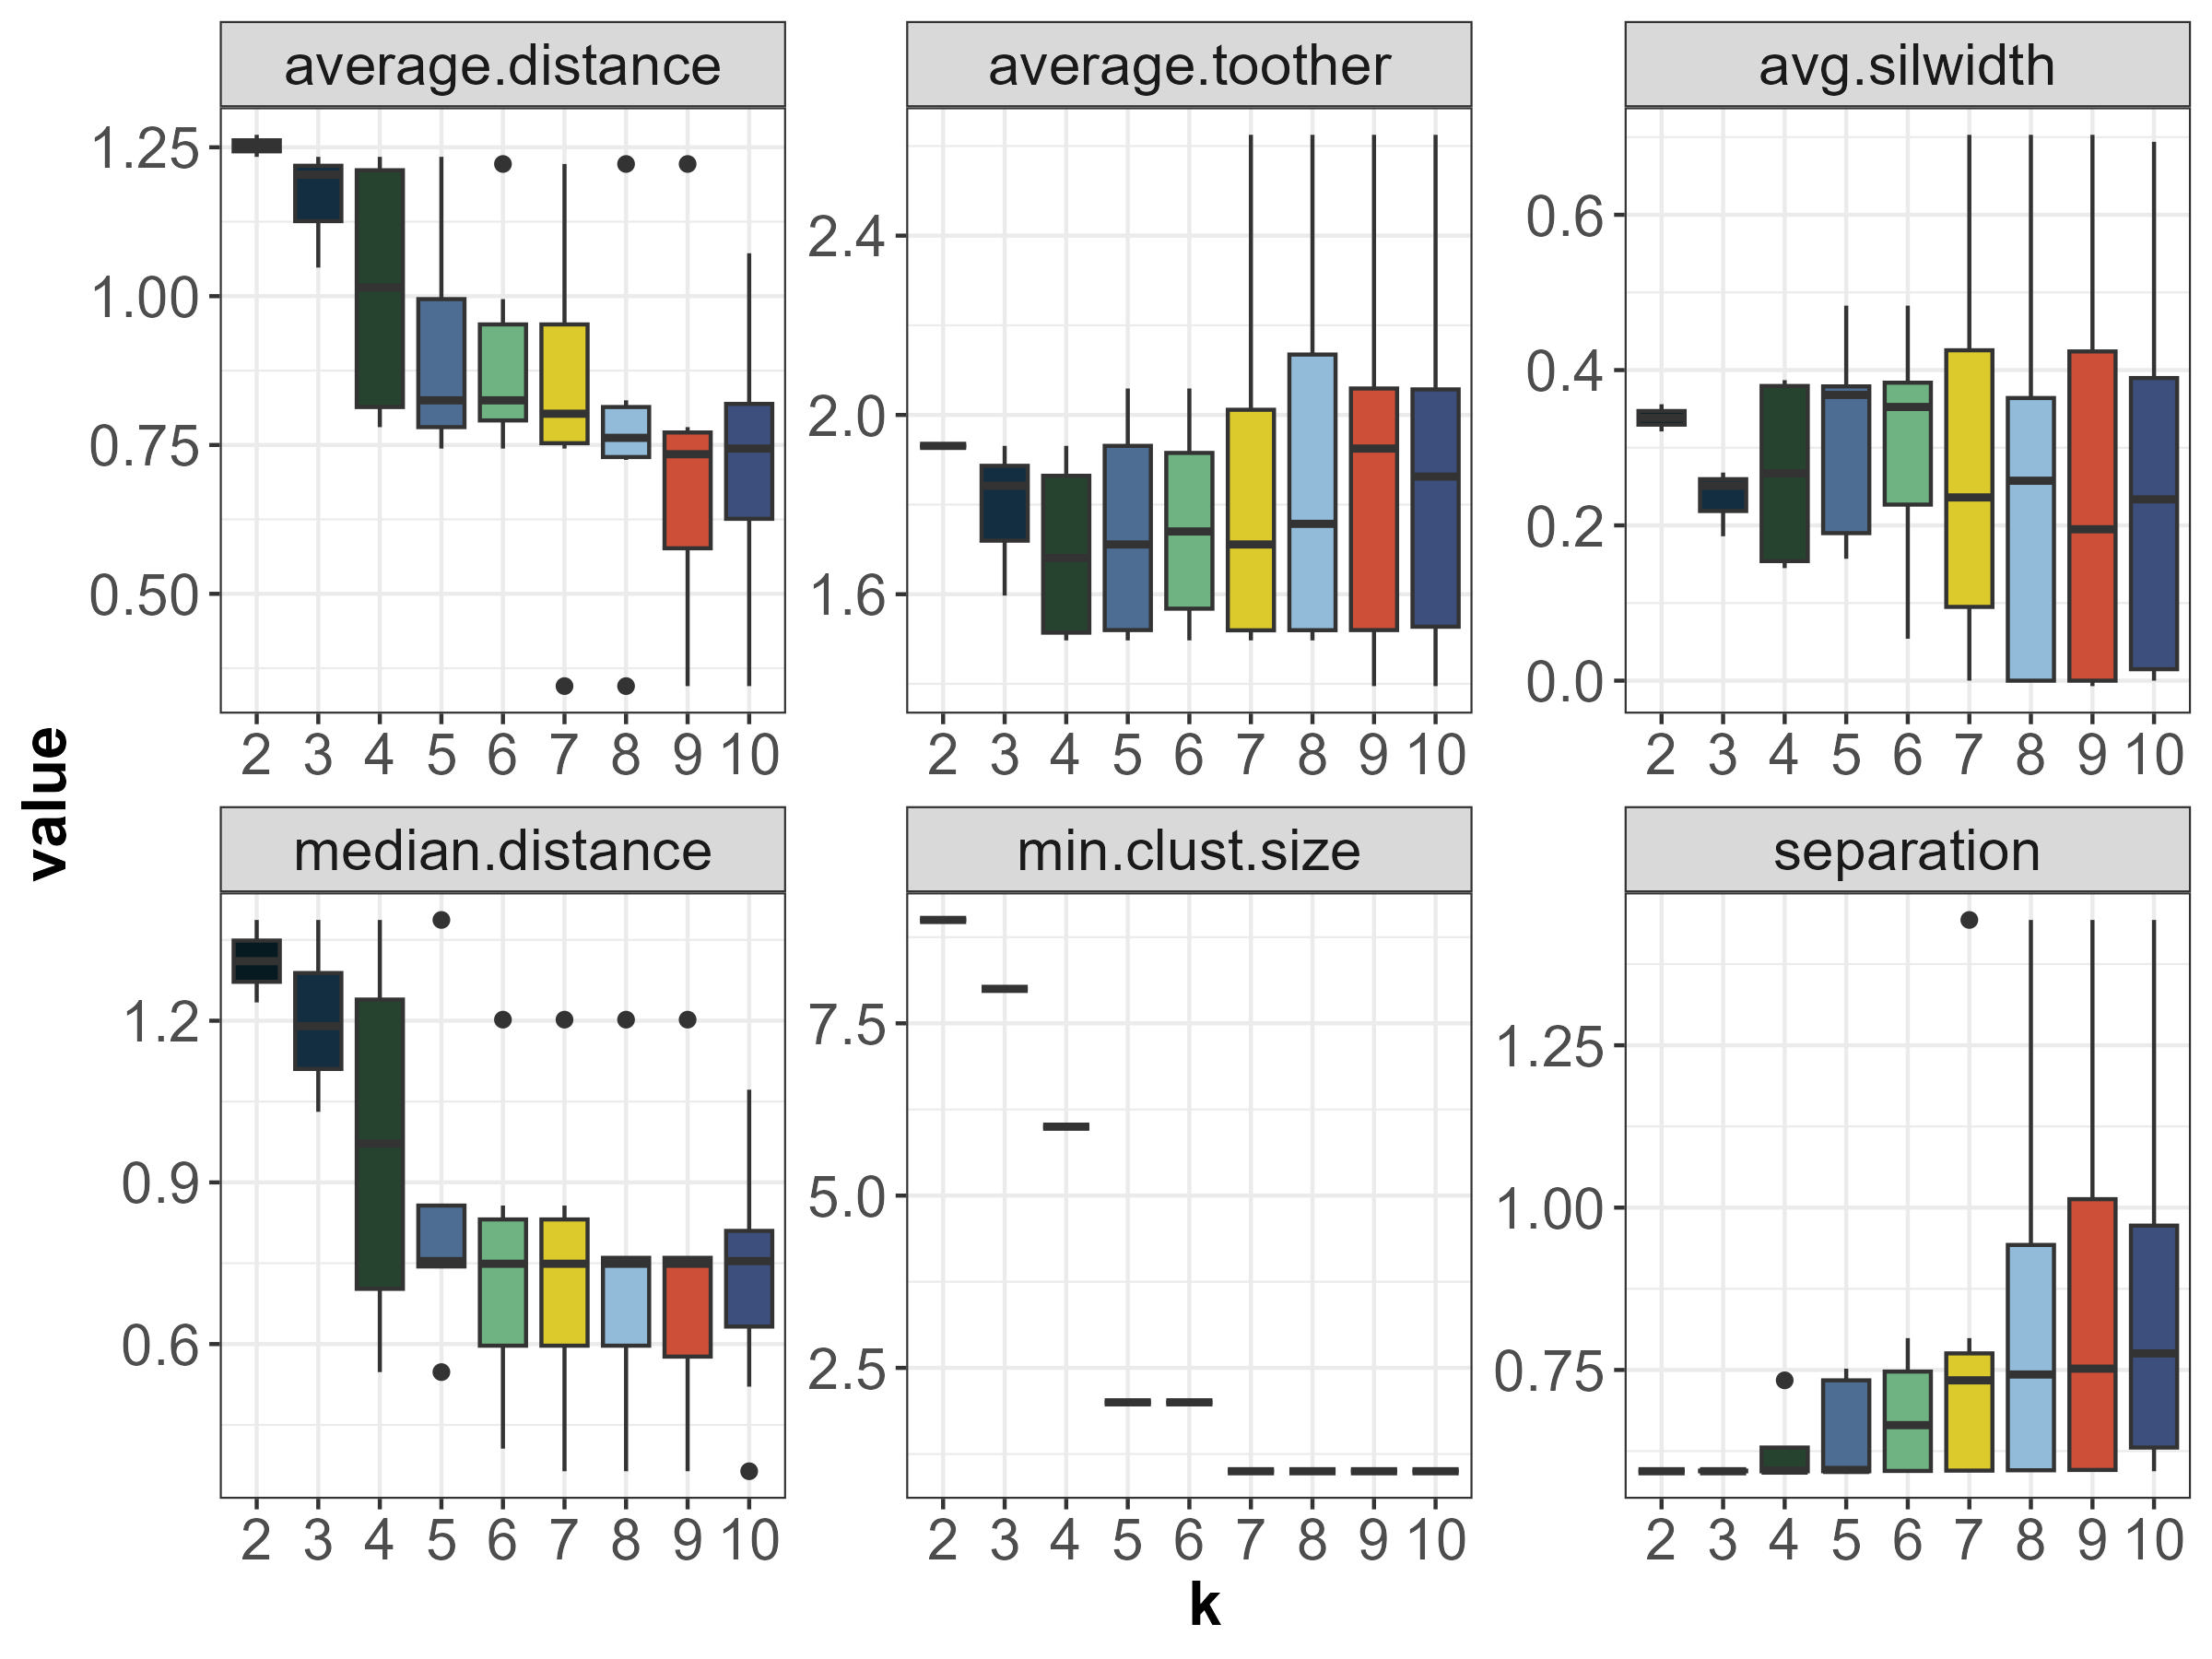 average.distance
average.toother
avg.silwidth
1.25
1.00
0.75
0.50
2.4
2.0
1.6
0.6
0.4
0.2
0.0
2 3 4 5 6 7 8 9 10
2 3 4 5 6 7 8 9 10
2 3 4 5 6 7 8 9 10
value
median.distance
min.clust.size
separation
1.2
0.9
0.6
7.5
5.0
2.5
1.25
1.00
0.75
2 3 4 5 6 7 8 9 10
2 3 4 5 6 7 8 9 10
2 3 4 5 6 7 8 9 10
k